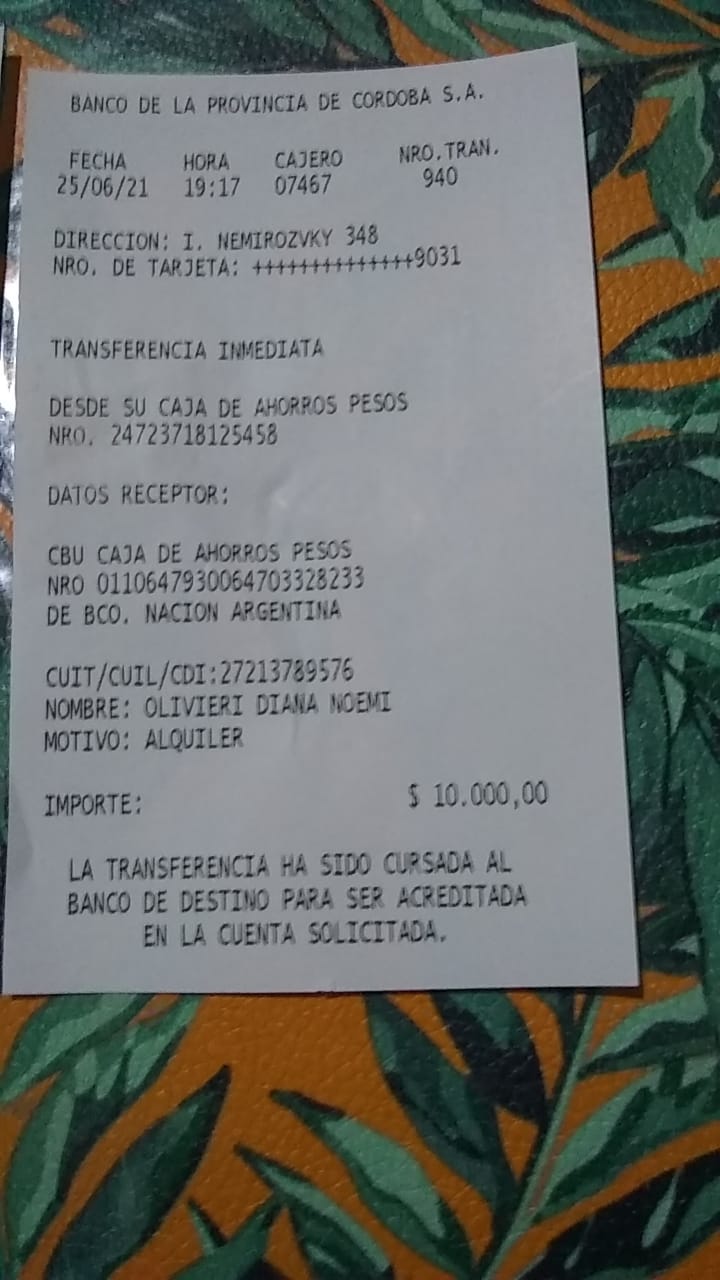 BANCO DE LA PROVINCIA DE CORDOBA S.A.
FECHA HORA CAJERO NRO.TRAN.
25/06/21 19:17 07467 940
DIRECCION: I. NEMIROZVKY 348
NRO. DE TARJETA: ++++++++++++++9031
TRANSFERENCIA INMEDIATA
DESDE SU CAJA DE AHORROS PESOS
NRO. 24723718125458
DATOS RECEPTOR:
CBU CAJA DE AHORROS PESOS
NRO 0110647930064703328233
DE BCO. NACION ARGENTINA
CUIT/CUIL/CDI:27213789576
NOMBRE: OLIVIERI DIANA NOEMI
MOTIVO: ALQUILER
IMPORTE: $ 10.000,00
LA TRANSFERENCIA HA SIDO CURSADA AL
BANCO DE DESTINO PARA SER ACREDITADA
EN LA CUENTA SOLICITADA.